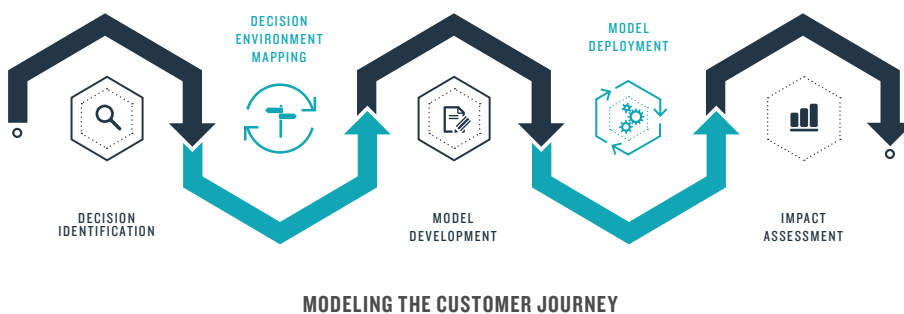 DECISION
ENVIRONMENT
MAPPING
MODEL
DEPLOYMENT
DECISION
IDENTIFICATION
MODEL
DEVELOPMENT
IMPACT
ASSESSMENT
MODELING THE CUSTOMER JOURNEY